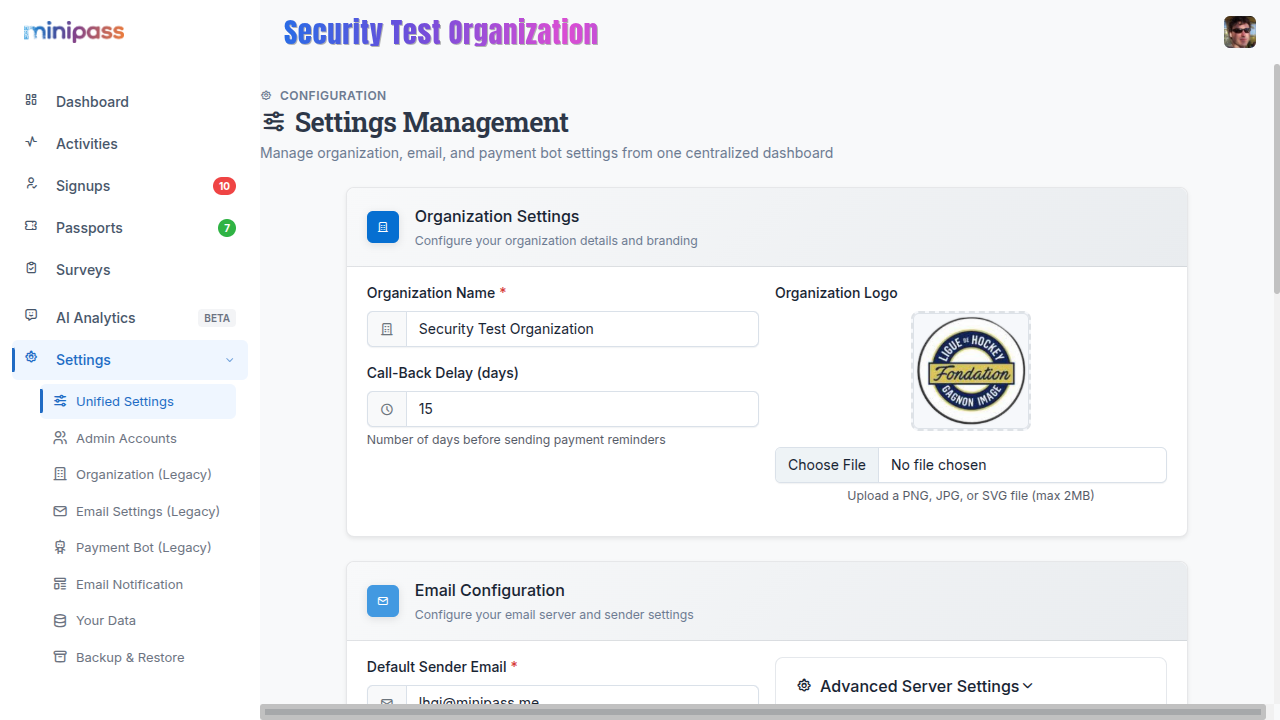 minipass
Security Test Organization
Dashboard
Activities
Signups 10
Passports 7
Surveys
AI Analytics BETA
Settings
Unified Settings
Admin Accounts
Organization (Legacy)
Email Settings (Legacy)
Payment Bot (Legacy)
Email Notification
Your Data
Backup & Restore
CONFIGURATION
Settings Management
Manage organization, email, and payment bot settings from one centralized dashboard
Organization Settings
Configure your organization details and branding
Organization Name *
Security Test Organization
Call-Back Delay (days)
15
Number of days before sending payment reminders
Organization Logo
LIGUE DE HOCKEY
Fondation
GAGNON IMAGE
Choose File No file chosen
Upload a PNG, JPG, or SVG file (max 2MB)
Email Configuration
Configure your email server and sender settings
Default Sender Email *
lhgi@minipass.me
Advanced Server Settings